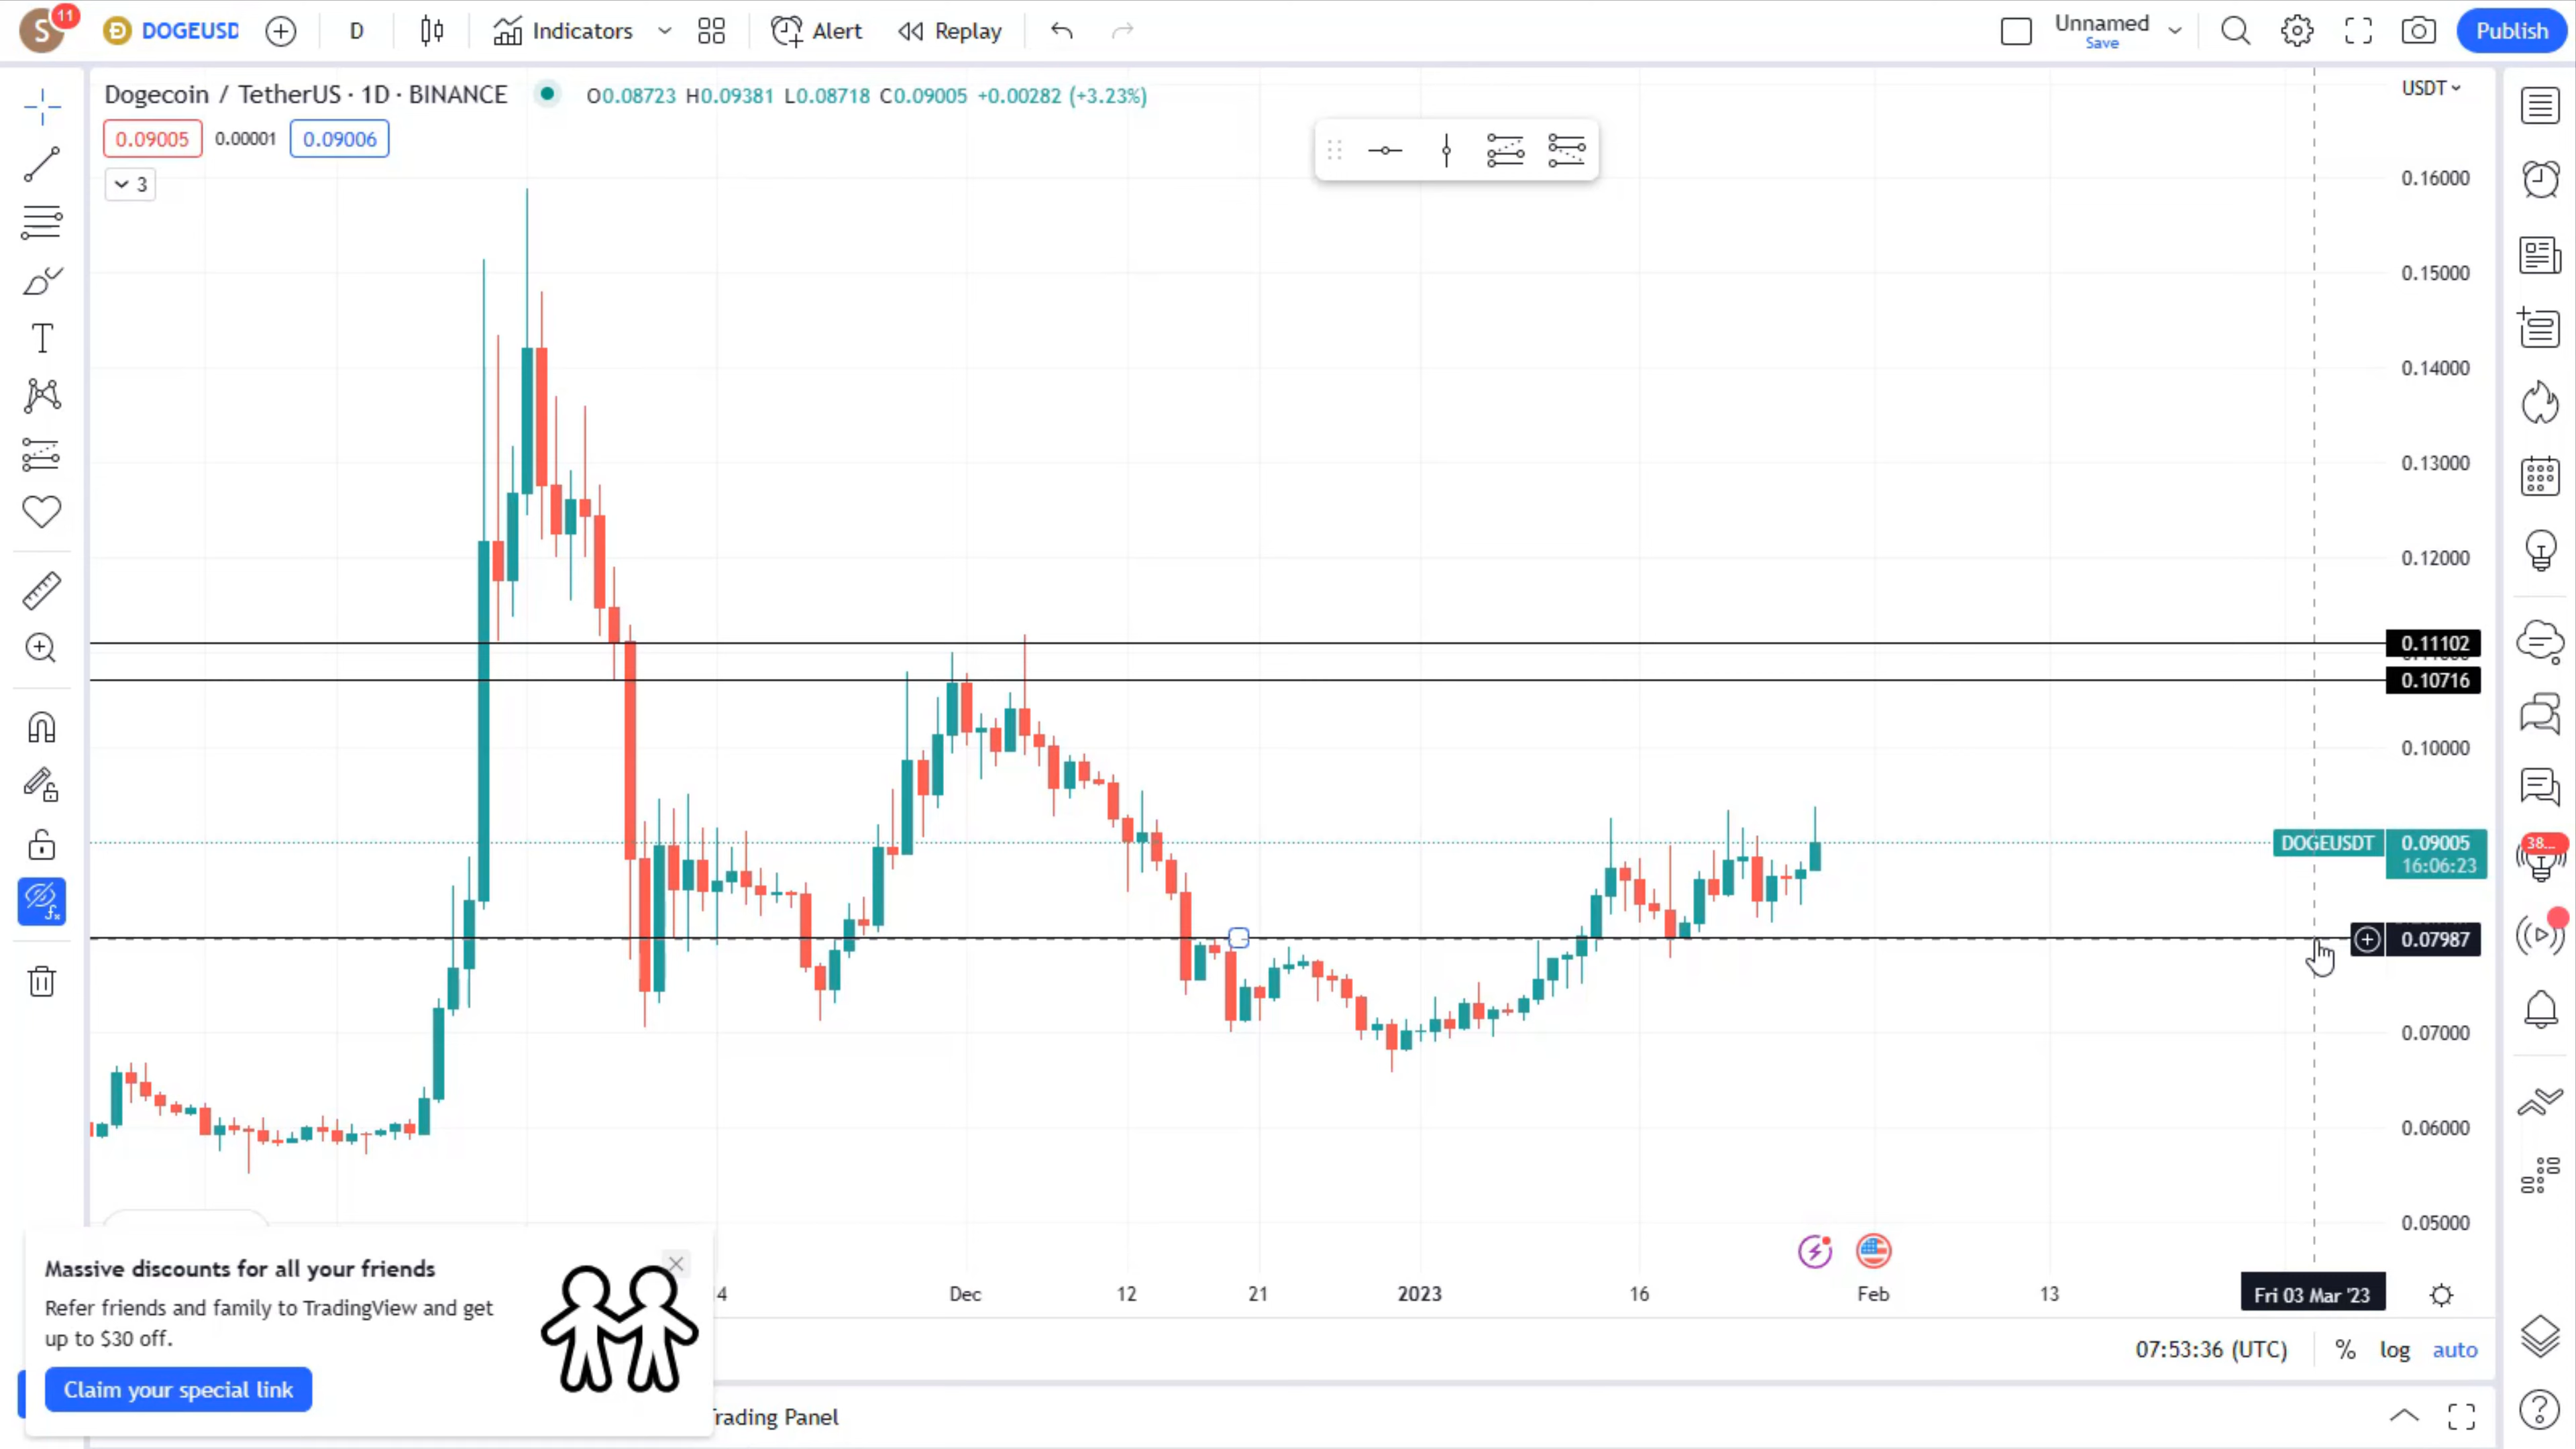 S 11 DOGEUSD D Indicators Alert Replay Unnamed Save Publish
Dogecoin / TetherUS · 1D · BINANCE O0.08723 H0.09381 L0.08718 C0.09005 +0.00282 (+3.23%) USDT
0.09005 0.00001 0.09006
3
0.16000
0.15000
0.14000
0.13000
0.12000
0.11102
0.10716
0.10000
DOGEUSDT 0.09005
16:06:23
38...
0.07987
0.07000
0.06000
0.05000
4 Dec 12 21 2023 16 Feb 13 Fri 03 Mar '23
Massive discounts for all your friends
Refer friends and family to TradingView and get
up to $30 off.
Claim your special link
07:53:36 (UTC) % log auto
Trading Panel